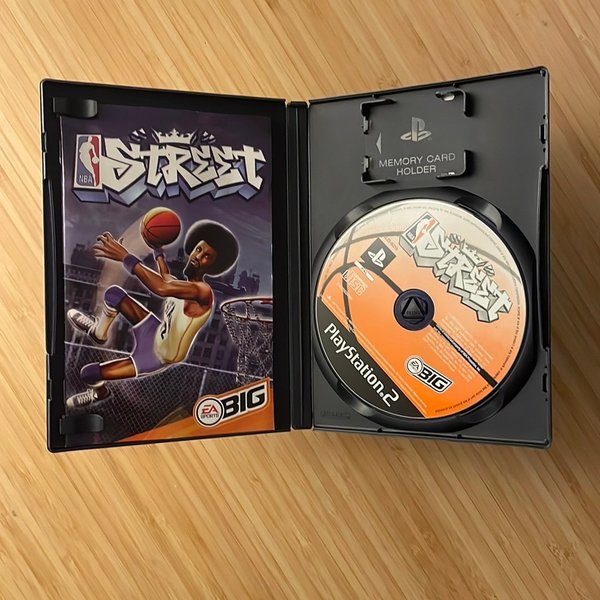 NBA
STREET
EA
SPORTS
BIG
MEMORY CARD
HOLDER
NBA
STREET
PlayStation.2
EA
SPORTS
BIG